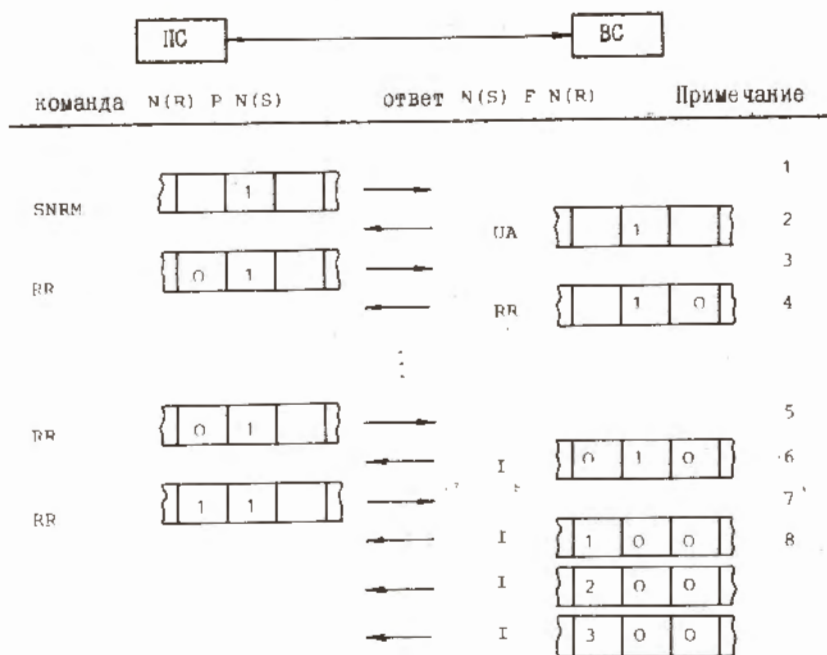 ПС ВС
команда N(R) P N(S) ответ N(S) F N(R) Примечание
1
SNRM 1
UA 1 2
RR 0 1 3
RR 1 0 4
RR 0 1 5
I 0 1 0 6
RR 1 1 7
I 1 0 0 8
I 2 0 0
I 3 0 0